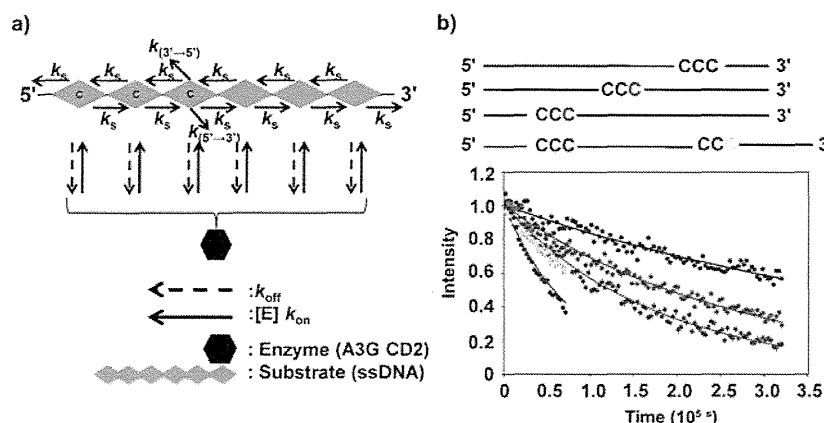 a)
k(3'→5')
ks ks ks ks ks ks
5' C C C 3'
ks ks ks ks ks ks
k(5'→3')
:koff
:[E] kon
: Enzyme (A3G CD2)
: Substrate (ssDNA)
b)
5' CCC 3'
5' CCC 3'
5' CCC 3'
5' CCC CC 3'
Intensity
1.2
1.0
0.8
0.6
0.4
0.2
0
0 0.5 1.0 1.5 2.0 2.5 3.0 3.5
Time (10⁵ s)